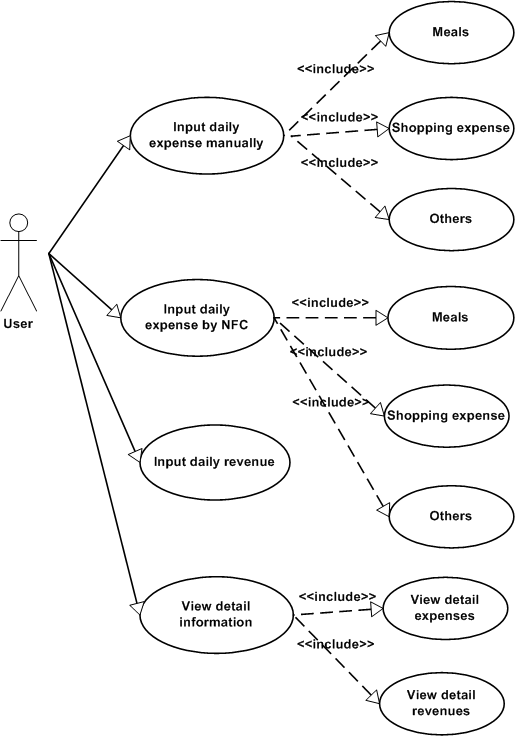 Meals
<<include>>
Input daily
expense manually
<<include>>
Shopping expense
<<include>>
Others
User
Input daily
expense by NFC
<<include>>
Meals
<<include>>
<<include>>
Shopping expense
Input daily revenue
Others
View detail
information
<<include>>
View detail
expenses
<<include>>
View detail
revenues